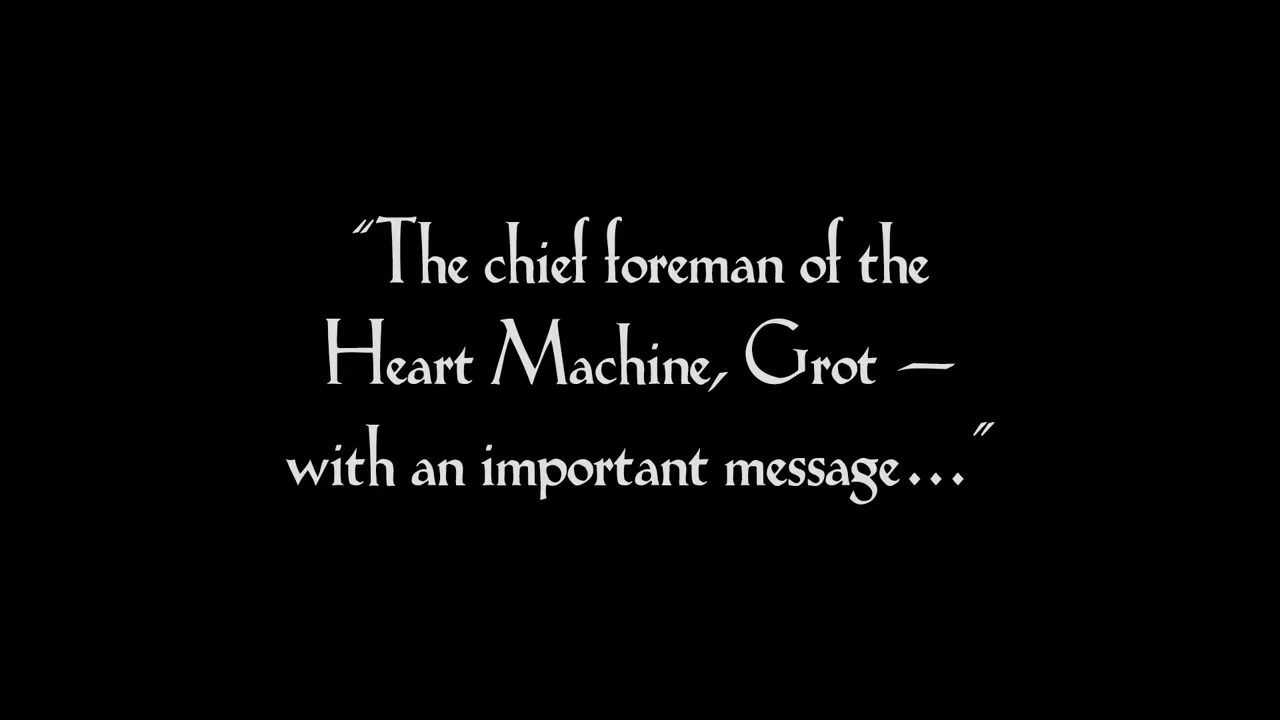 "The chief foreman of the
Heart Machine, Grot —
with an important message..."